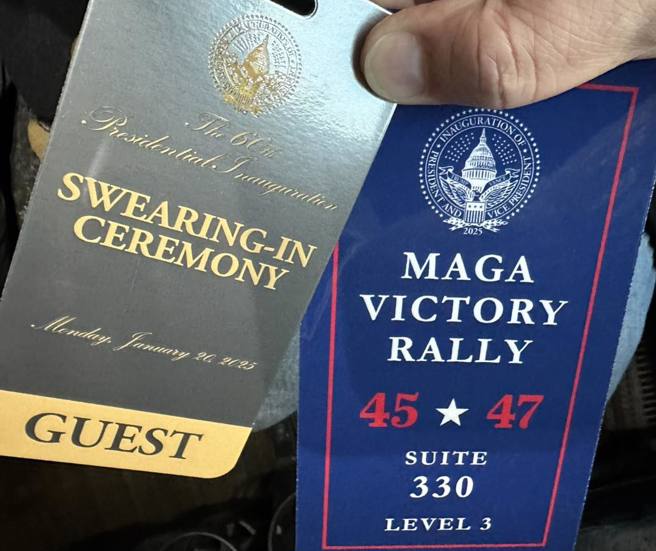 The 60th
Presidential Inauguration
SWEARING-IN
CEREMONY
Monday, January 20, 2025
GUEST
INAUGURATION OF
PRESIDENT AND VICE PRESIDENT
2025
MAGA
VICTORY
RALLY
45 ★ 47
SUITE
330
LEVEL 3